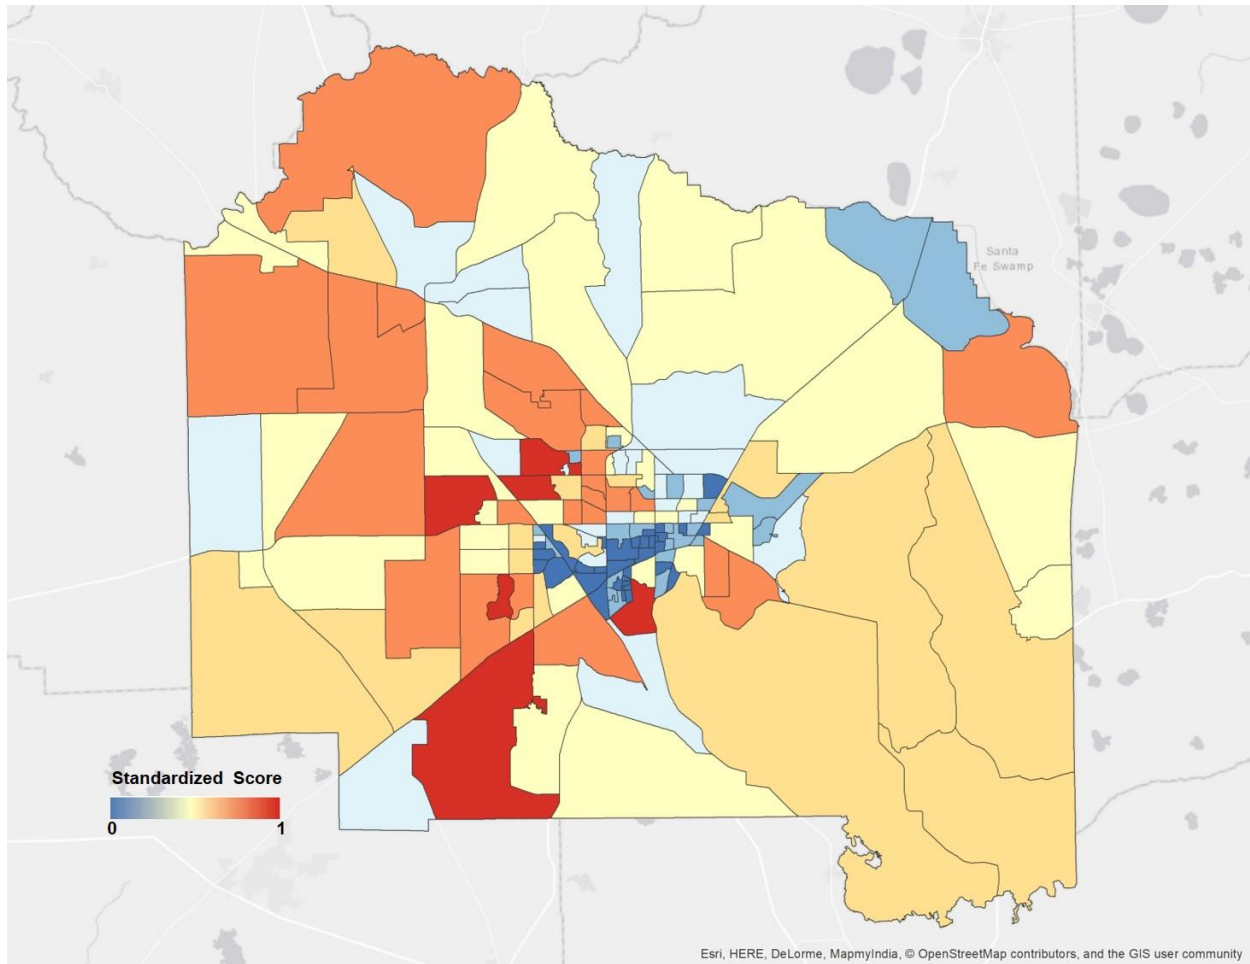 Santa
Fe Swamp
Standardized Score
0 1
Esri, HERE, DeLorme, MapmyIndia, © OpenStreetMap contributors, and the GIS user community